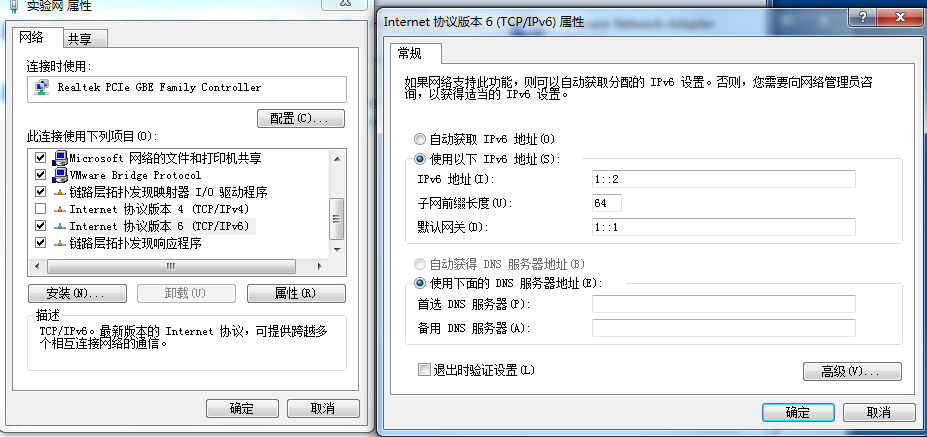 实验网 属性
网络
共享
连接时使用:
Realtek PCIe GBE Family Controller
配置(C)...
此连接使用下列项目(O):
Microsoft 网络的文件和打印机共享
VMware Bridge Protocol
链路层拓扑发现映射器 I/O 驱动程序
Internet 协议版本 4 (TCP/IPv4)
Internet 协议版本 6 (TCP/IPv6)
链路层拓扑发现响应程序
安装(N)...
卸载(U)
属性(R)
描述
TCP/IPv6。最新版本的 Internet 协议，可提供跨越多
个相互连接网络的通信。
确定
取消
Internet 协议版本 6 (TCP/IPv6) 属性
常规
如果网络支持此功能，则可以自动获取分配的 IPv6 设置。否则，您需要向网络管理员咨
询，以获得适当的 IPv6 设置。
自动获取 IPv6 地址(O)
使用以下 IPv6 地址(S):
IPv6 地址(I):
1::2
子网前缀长度(U):
64
默认网关(D):
1::1
自动获得 DNS 服务器地址(B)
使用下面的 DNS 服务器地址(E):
首选 DNS 服务器(P):
备用 DNS 服务器(A):
退出时验证设置(L)
高级(V)...
确定
取消